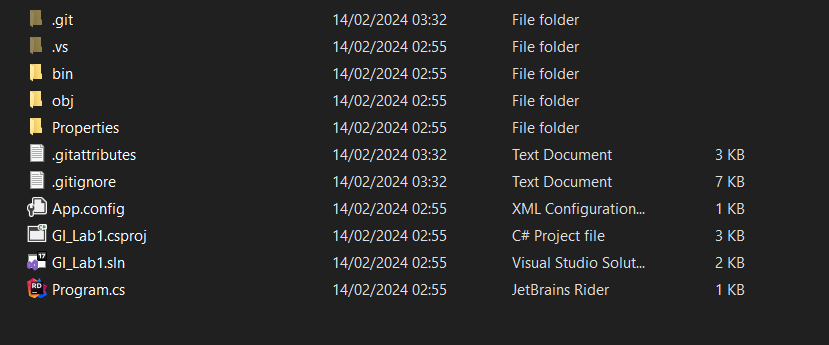 .git 14/02/2024 03:32 File folder
.vs 14/02/2024 02:55 File folder
bin 14/02/2024 02:55 File folder
obj 14/02/2024 02:55 File folder
Properties 14/02/2024 02:55 File folder
.gitattributes 14/02/2024 03:32 Text Document 3 KB
.gitignore 14/02/2024 03:32 Text Document 7 KB
App.config 14/02/2024 02:55 XML Configuration... 1 KB
GI_Lab1.csproj 14/02/2024 02:55 C# Project file 3 KB
17 GI_Lab1.sln 14/02/2024 02:55 Visual Studio Solut... 2 KB
RD Program.cs 14/02/2024 02:55 JetBrains Rider 1 KB